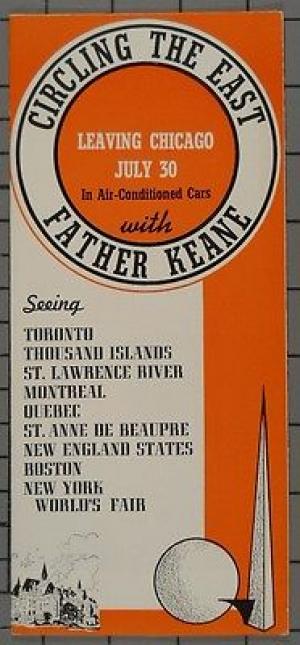 CIRCLING THE EAST
LEAVING CHICAGO
JULY 30
In Air-Conditioned Cars
with
FATHER KEANE
Seeing
TORONTO
THOUSAND ISLANDS
ST. LAWRENCE RIVER
MONTREAL
QUEBEC
ST. ANNE DE BEAUPRE
NEW ENGLAND STATES
BOSTON
NEW YORK
WORLD'S FAIR